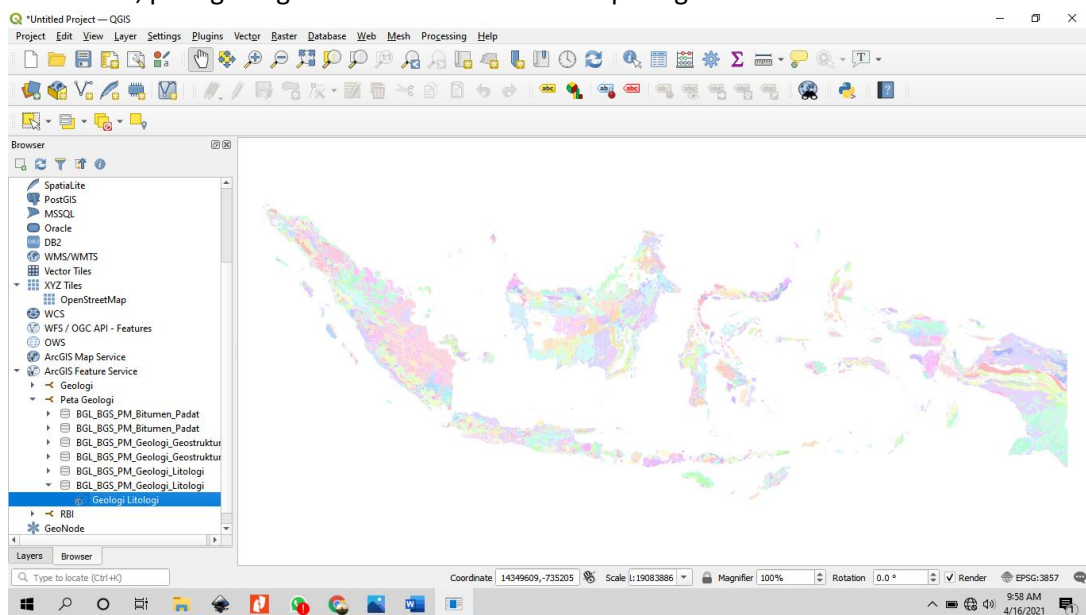 *Untitled Project — QGIS
Project Edit View Layer Settings Plugins Vector Raster Database Web Mesh Processing Help
abc abc abc
Browser
SpatiaLite
PostGIS
MSSQL
Oracle
DB2
WMS/WMTS
Vector Tiles
XYZ Tiles
OpenStreetMap
WCS
WFS / OGC API - Features
OWS
ArcGIS Map Service
ArcGIS Feature Service
Geologi
Peta Geologi
BGL_BGS_PM_Bitumen_Padat
BGL_BGS_PM_Bitumen_Padat
BGL_BGS_PM_Geologi_Geostruktur
BGL_BGS_PM_Geologi_Geostruktur
BGL_BGS_PM_Geologi_Litologi
BGL_BGS_PM_Geologi_Litologi
Geologi Litologi
RBI
GeoNode
Layers Browser
Type to locate (Ctrl+K) Coordinate 14349609,-735205 Scale 1:19083886 Magnifier 100% Rotation 0.0 ° Render EPSG:3857
9:58 AM
4/16/2021